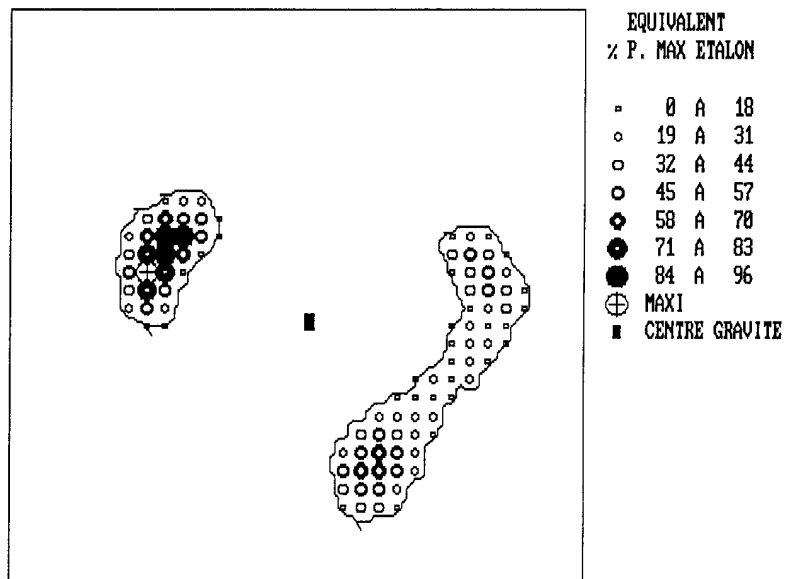 EQUIVALENT
% P. MAX ETALON
0 A 18
19 A 31
32 A 44
45 A 57
58 A 70
71 A 83
84 A 96
MAXI
CENTRE GRAVITE